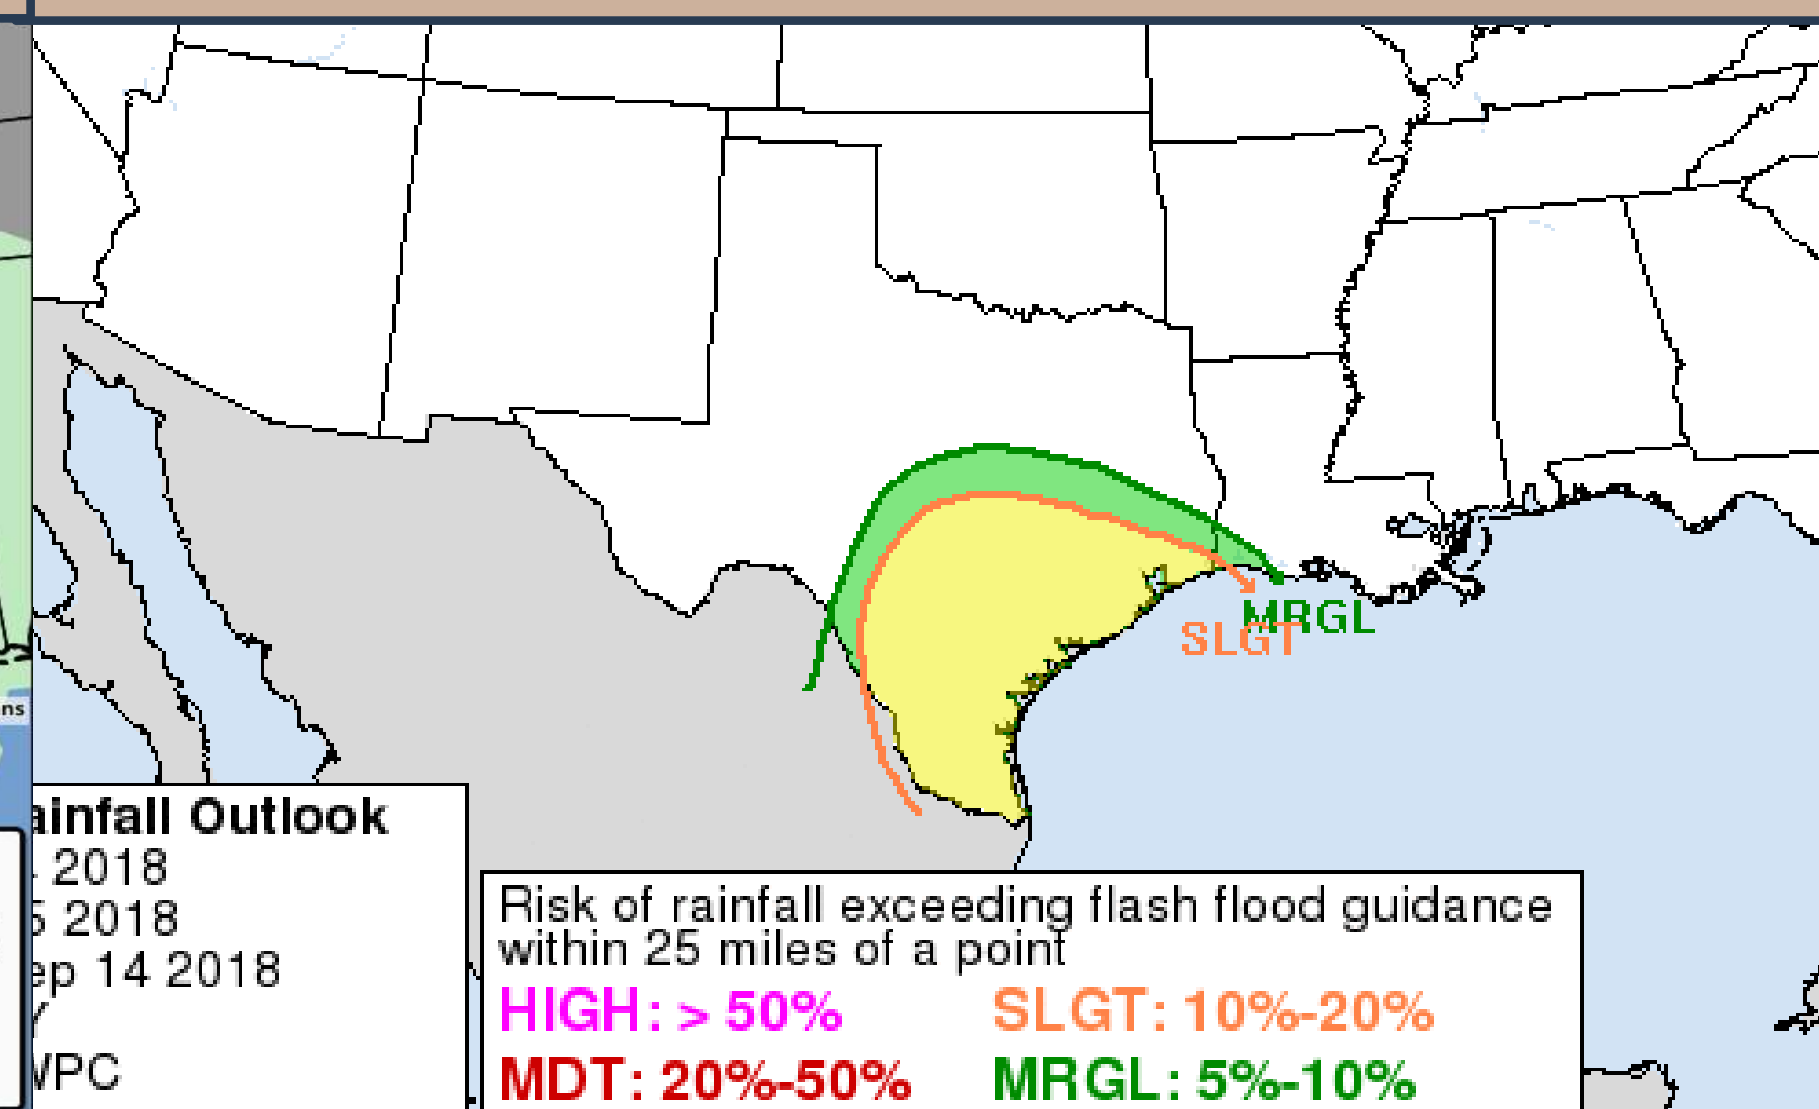 MRGL
SLGT
ns
ainfall Outlook
2018
5 2018
ep 14 2018
WPC
Risk of rainfall exceeding flash flood guidance
within 25 miles of a point
HIGH: > 50% SLGT: 10%-20%
MDT: 20%-50% MRGL: 5%-10%